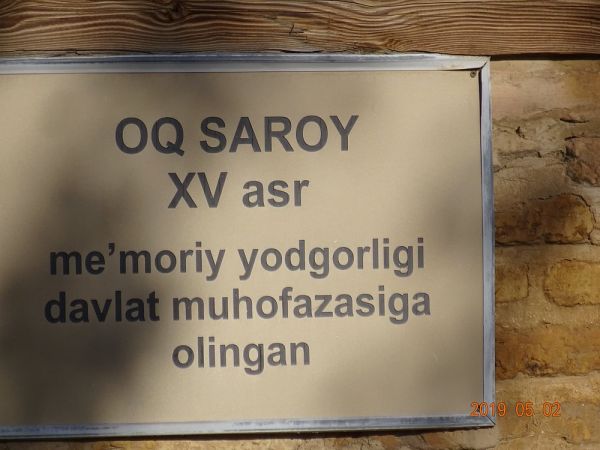 OQ SAROY
XV asr
me’moriy yodgorligi
davlat muhofazasiga
olingan
2019 05 02